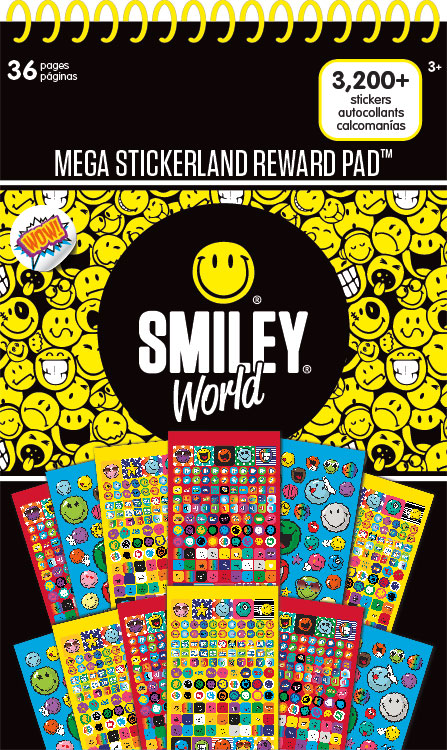 36 pages
páginas
3+
3,200+
stickers
autocollants
calcomanías
MEGA STICKERLAND REWARD PAD™
WOW!
®
SMILEY®
World